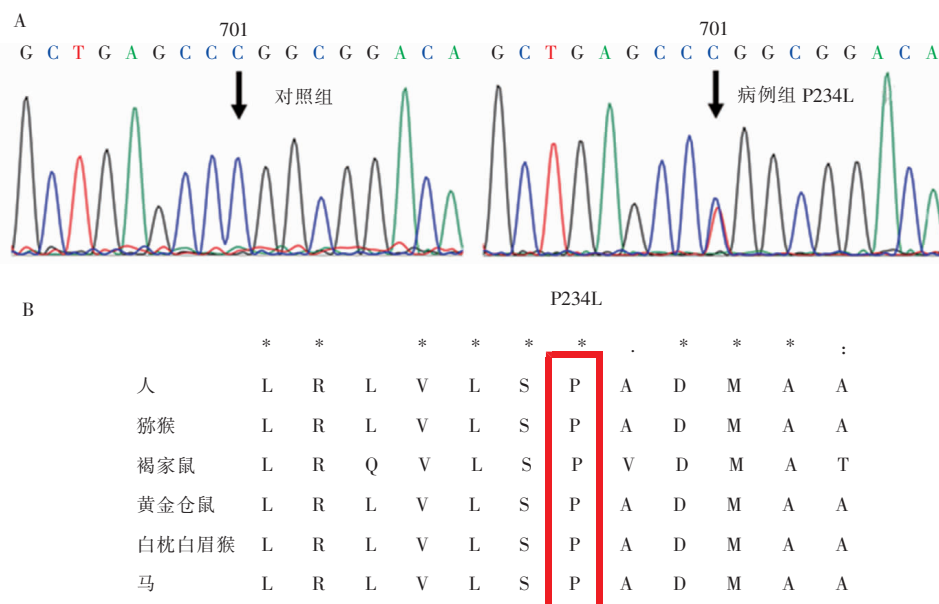 A
701 701
G C T G A G C C C G G C G G A C A G C T G A G C C C G G C G G A C A
对照组 病例组 P234L
B
P234L
* * * * * * . * * * :
人 L R L V L S P A D M A A
猕猴 L R L V L S P A D M A A
褐家鼠 L R Q V L S P V D M A T
黄金仓鼠 L R L V L S P A D M A A
白枕白眉猴 L R L V L S P A D M A A
马 L R L V L S P A D M A A